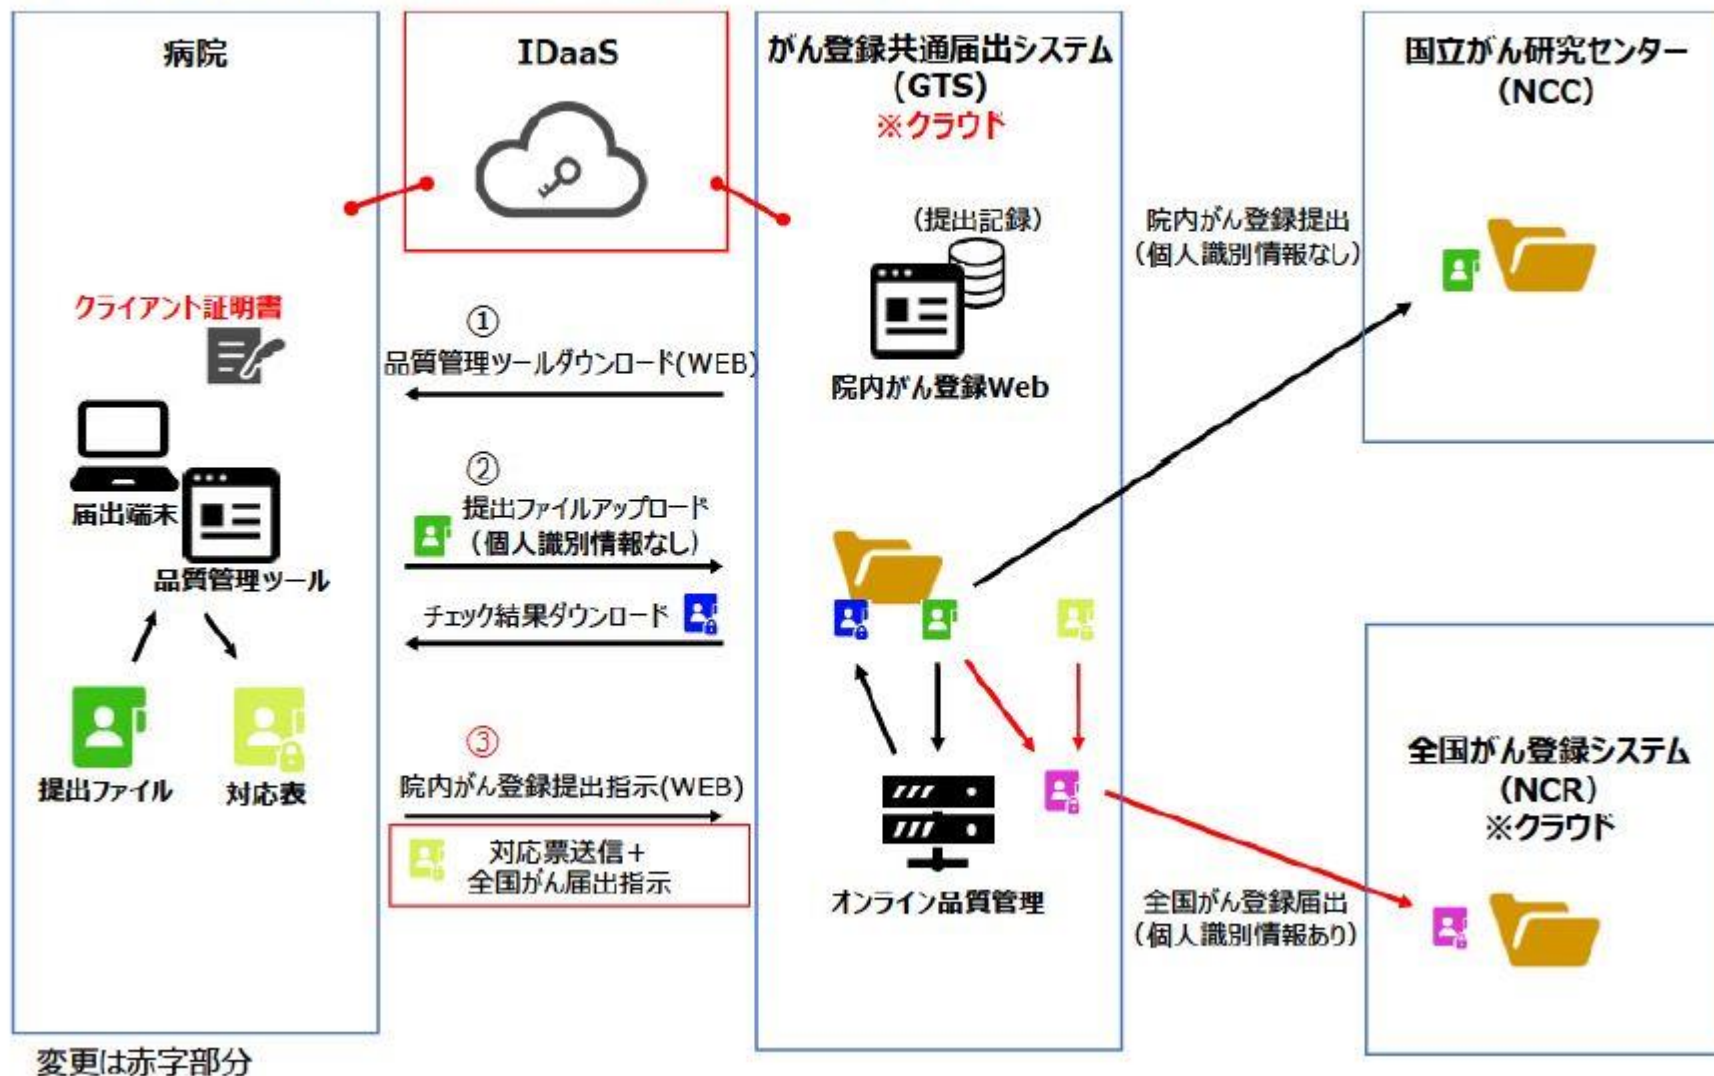 病院
クライアント証明書
届出端末
品質管理ツール
提出ファイル
対応表
IDaaS
①
品質管理ツールダウンロード(WEB)
②
提出ファイルアップロード
（個人識別情報なし）
チェック結果ダウンロード
③
院内がん登録提出指示(WEB)
対応票送信＋
全国がん届出指示
がん登録共通届出システム
(GTS)
※クラウド
（提出記録）
院内がん登録Web
オンライン品質管理
院内がん登録提出
（個人識別情報なし）
全国がん登録届出
（個人識別情報あり）
国立がん研究センター
（NCC）
全国がん登録システム
（NCR）
※クラウド
変更は赤字部分